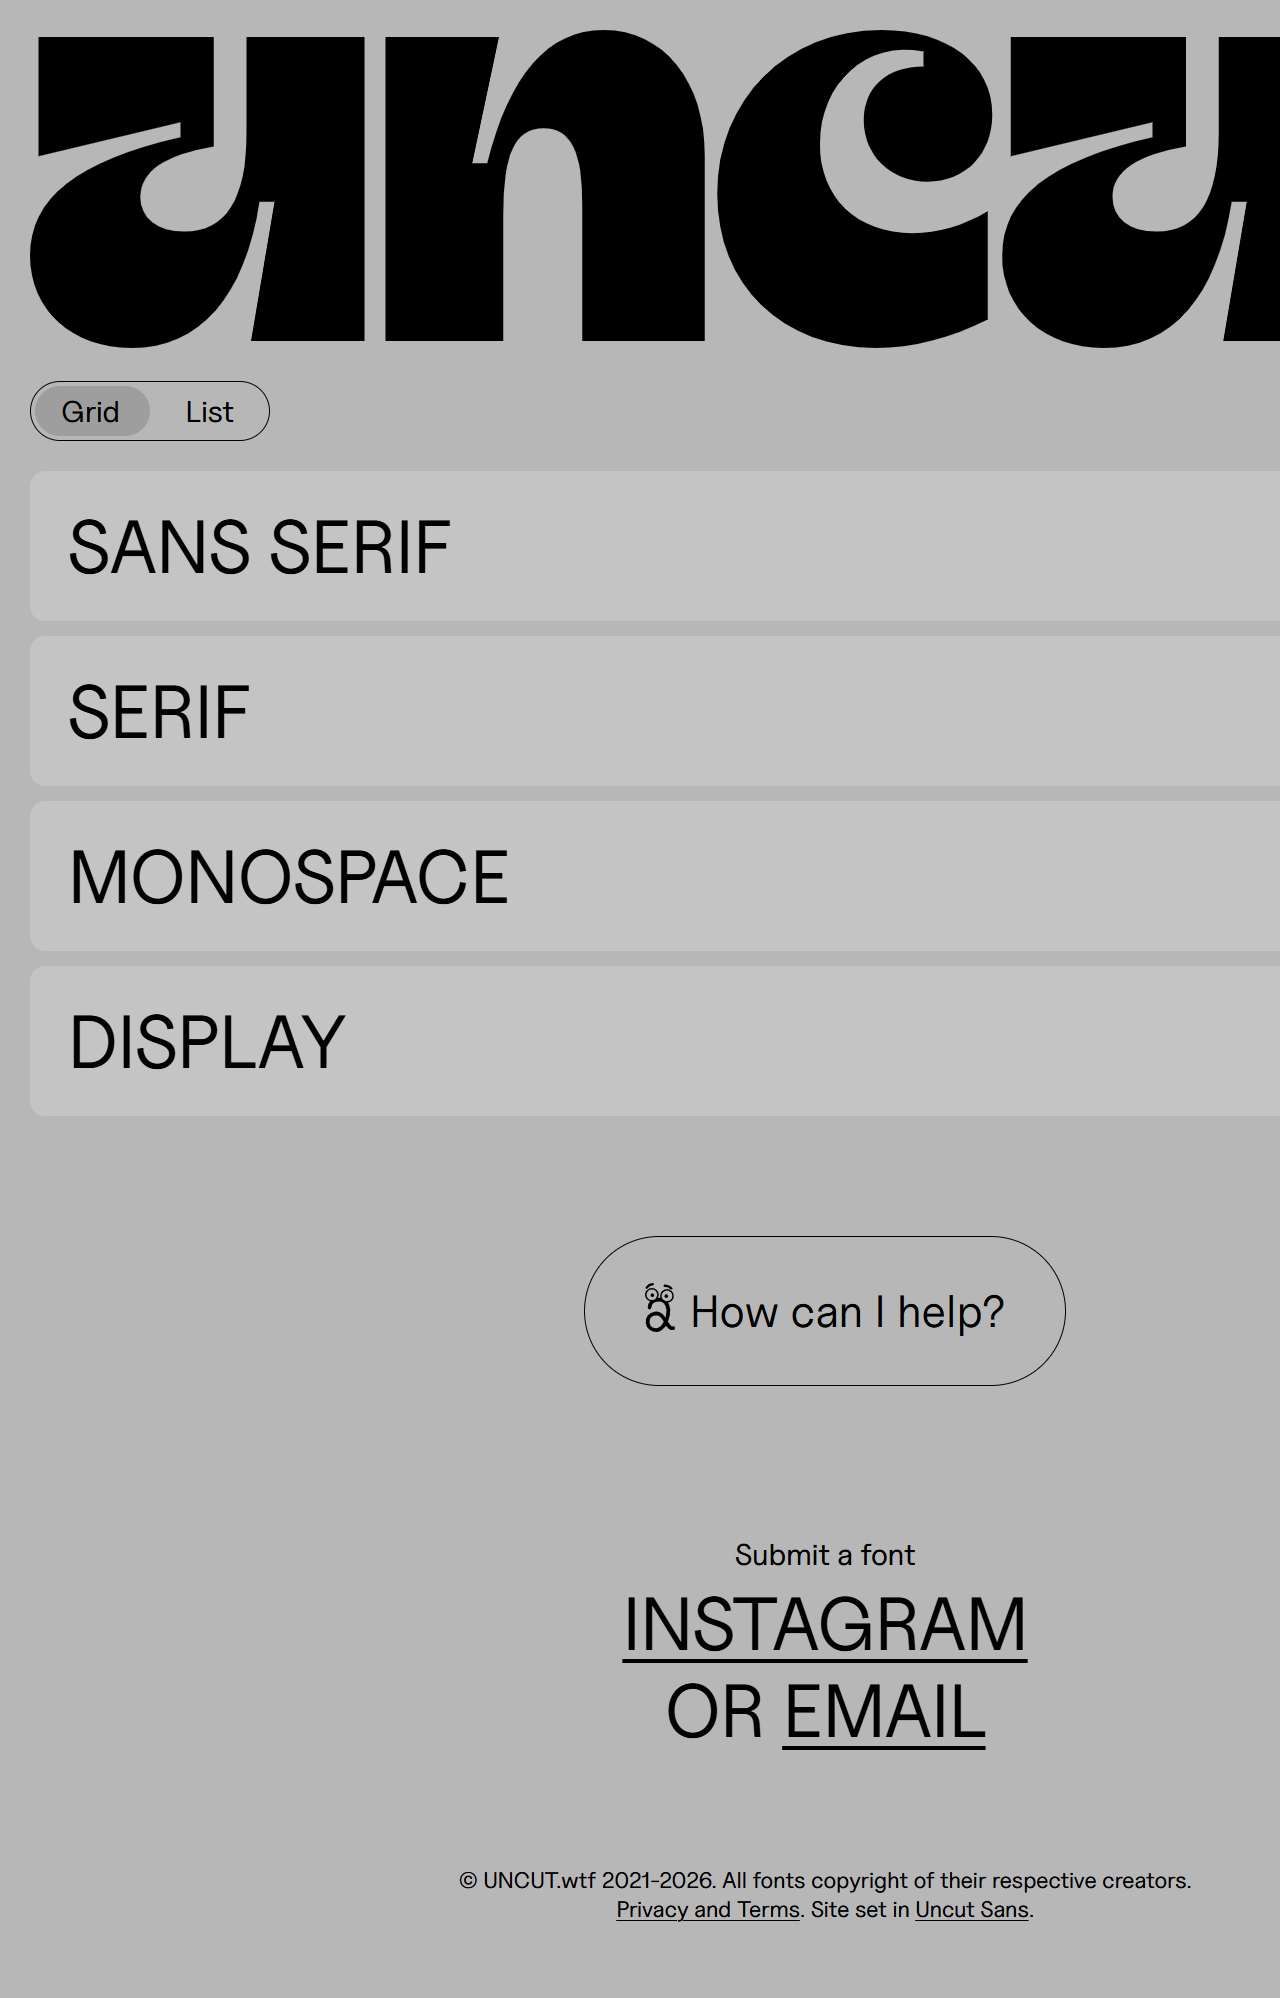 uncu
Grid
List
SANS SERIF
SERIF
MONOSPACE
DISPLAY
How can I help?
Submit a font
INSTAGRAM
OR EMAIL
© UNCUT.wtf 2021-2026. All fonts copyright of their respective creators.
Privacy and Terms. Site set in Uncut Sans.